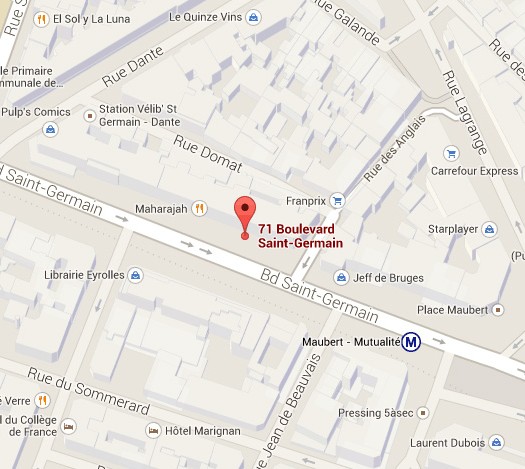 Rue S
El Sol y La Luna
Le Quinze Vins
Rue Galande
Rue Dante
le Primaire
mmunale de...
Rue des
Rue Lagrange
Pulp's Comics
Station Vélib' St
Germain - Dante
Rue Domat
Rue des Anglais
Carrefour Express
d Saint-Germain
Maharajah
Franprix
71 Boulevard
Saint-Germain
Starplayer
(Pu
Librairie Eyrolles
Bd Saint-Germain
Jeff de Bruges
Place Maubert
Maubert - Mutualité
M
Rue du Sommerard
e Jean de Beauvais
é Verre
l du Collège
de France
Hôtel Marignan
Pressing 5àsec
Laurent Dubois